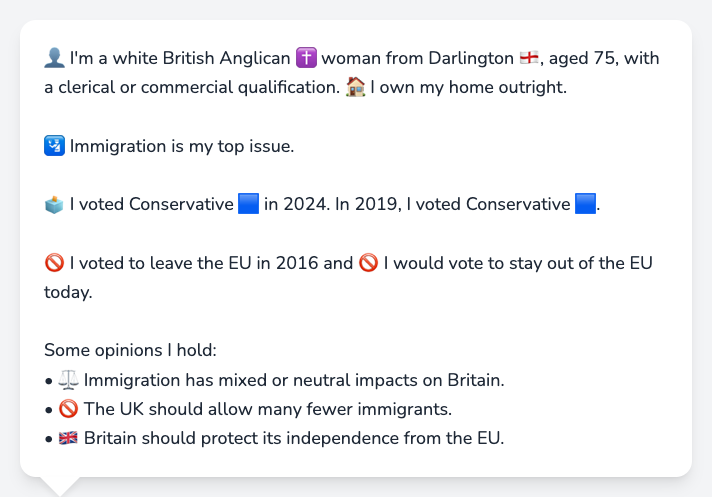 👤 I'm a white British Anglican ✝️ woman from Darlington 🏴󠁧󠁢󠁥󠁮󠁧󠁿, aged 75, with
a clerical or commercial qualification. 🏠 I own my home outright.
🛂 Immigration is my top issue.
🗳️ I voted Conservative 🟦 in 2024. In 2019, I voted Conservative 🟦.
🚫 I voted to leave the EU in 2016 and 🚫 I would vote to stay out of the EU
today.
Some opinions I hold:
• ⚖️ Immigration has mixed or neutral impacts on Britain.
• 🚫 The UK should allow many fewer immigrants.
• 🇬🇧 Britain should protect its independence from the EU.